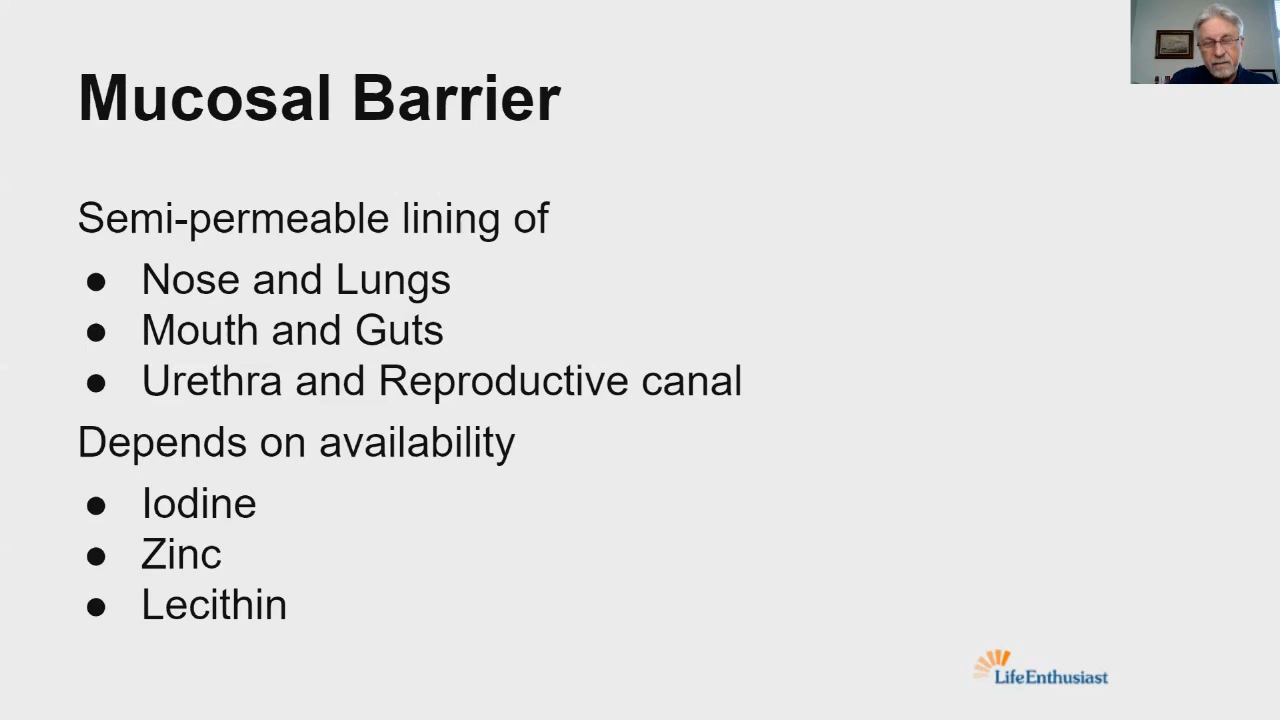 Mucosal Barrier
Semi-permeable lining of
● Nose and Lungs
● Mouth and Guts
● Urethra and Reproductive canal
Depends on availability
● Iodine
● Zinc
● Lecithin
LifeEnthusiast